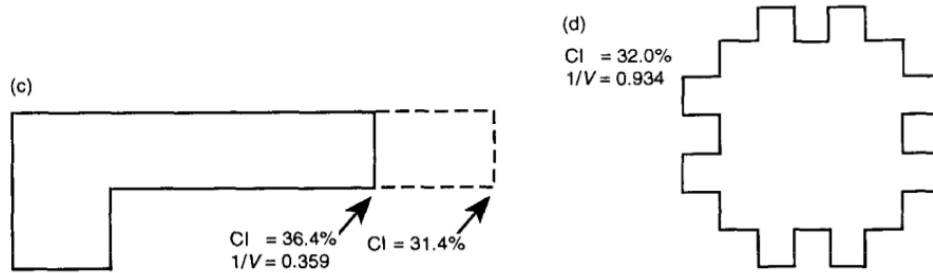 (c)
CI = 36.4%
1/V = 0.359
CI = 31.4%
(d)
CI = 32.0%
1/V = 0.934